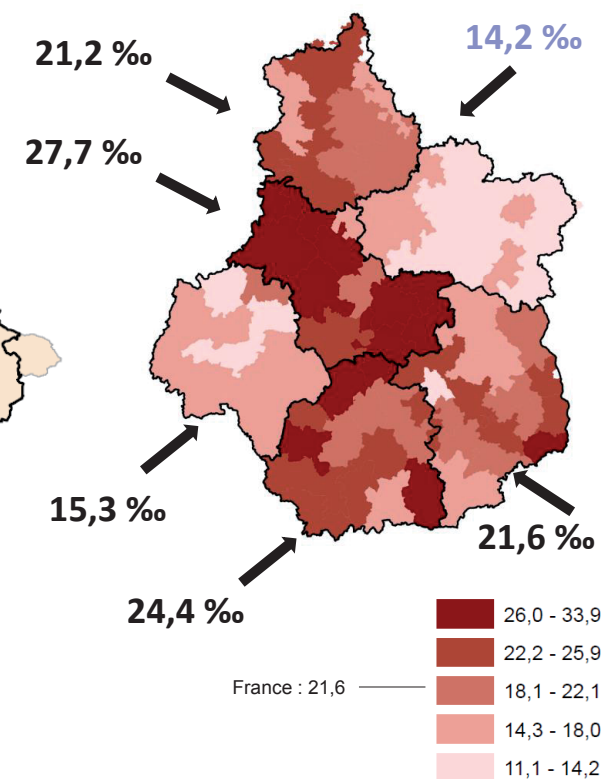 21,2 ‰
14,2 ‰
27,7 ‰
15,3 ‰
21,6 ‰
24,4 ‰
26,0 - 33,9
22,2 - 25,9
France : 21,6
18,1 - 22,1
14,3 - 18,0
11,1 - 14,2